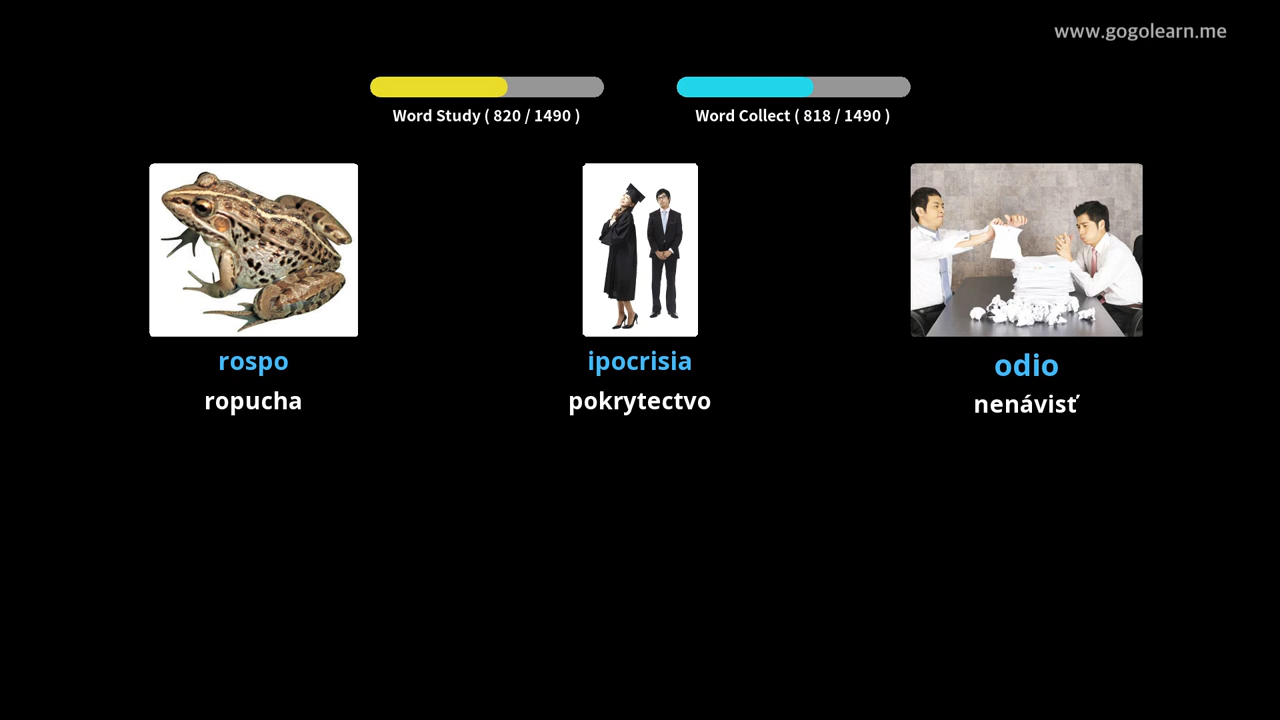 www.gogolearn.me
Word Study ( 820 / 1490 )
Word Collect ( 818 / 1490 )
rospo
ropucha
ipocrisia
pokrytectvo
odio
nenávisť